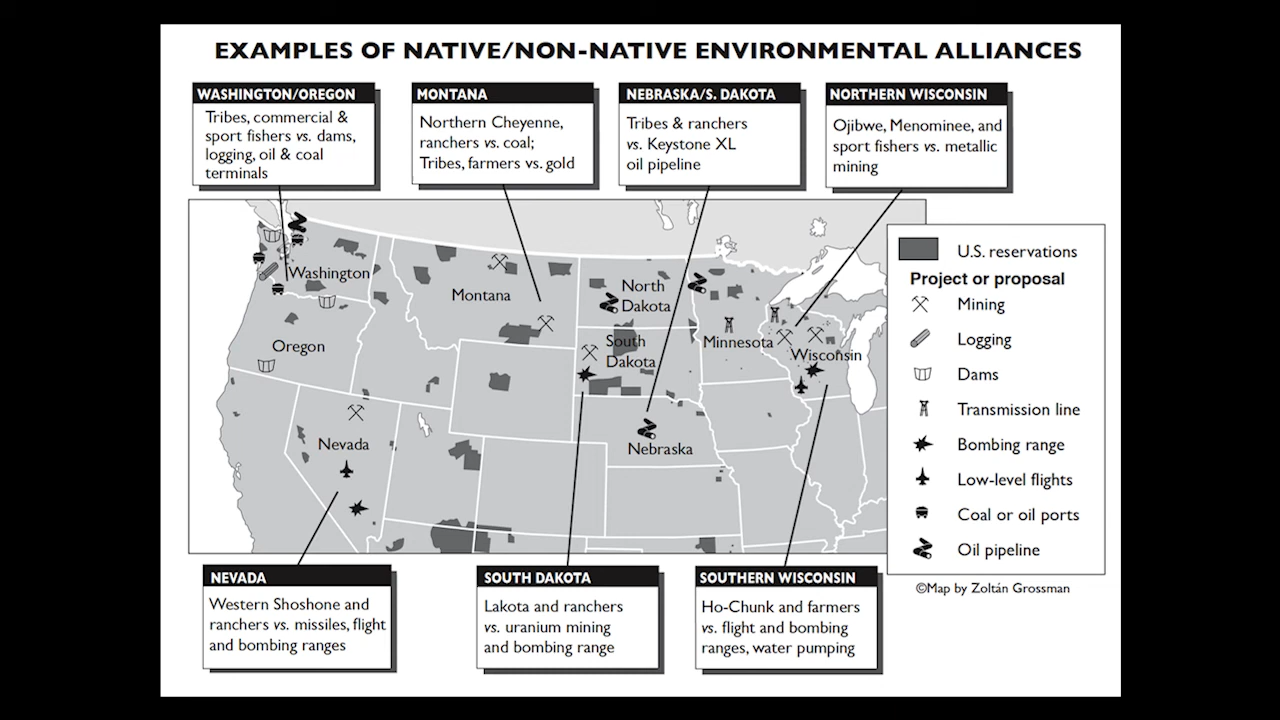 EXAMPLES OF NATIVE/NON-NATIVE ENVIRONMENTAL ALLIANCES
WASHINGTON/OREGON
Tribes, commercial &
sport fishers vs. dams,
logging, oil & coal
terminals
MONTANA
Northern Cheyenne,
ranchers vs. coal;
Tribes, farmers vs. gold
NEBRASKA/S. DAKOTA
Tribes & ranchers
vs. Keystone XL
oil pipeline
NORTHERN WISCONSIN
Ojibwe, Menominee, and
sport fishers vs. metallic
mining
Washington
Montana
North
Dakota
Oregon
South
Dakota
Minnesota
Wisconsin
Nevada
Nebraska
U.S. reservations
Project or proposal
Mining
Logging
Dams
Transmission line
Bombing range
Low-level flights
Coal or oil ports
Oil pipeline
©Map by Zoltán Grossman
NEVADA
Western Shoshone and
ranchers vs. missiles, flight
and bombing ranges
SOUTH DAKOTA
Lakota and ranchers
vs. uranium mining
and bombing range
SOUTHERN WISCONSIN
Ho-Chunk and farmers
vs. flight and bombing
ranges, water pumping